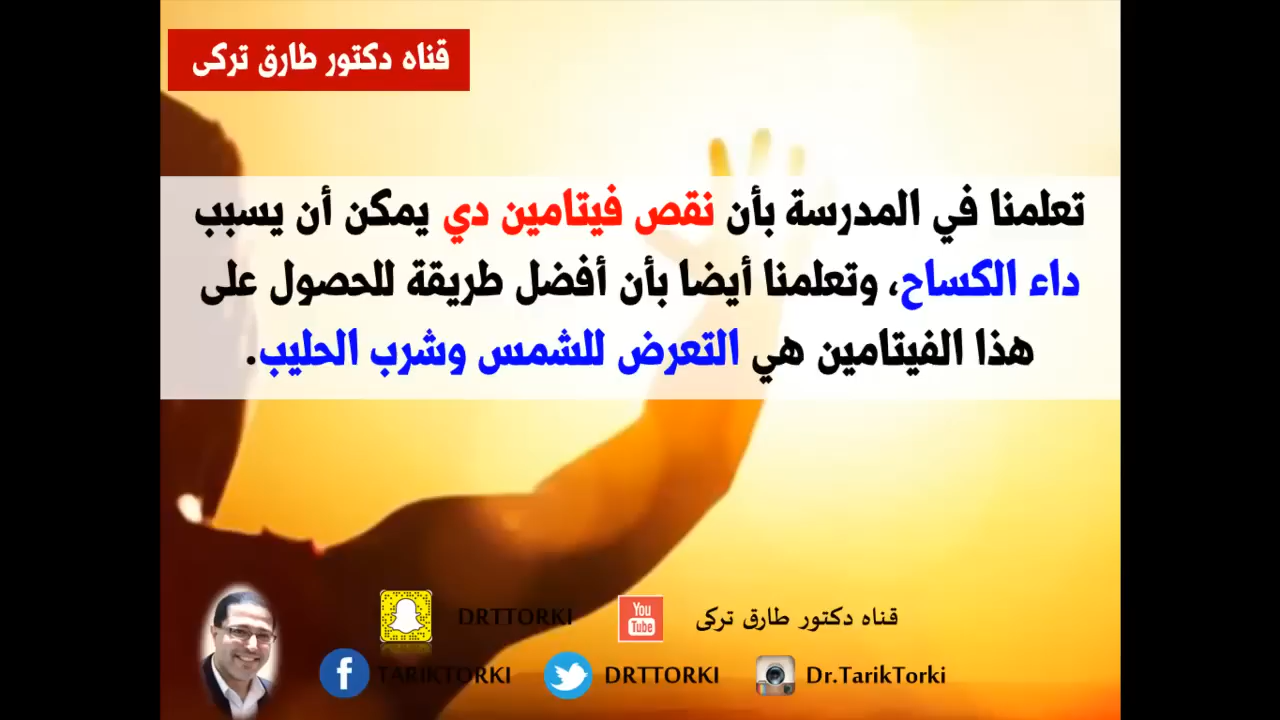 قناه دكتور طارق تركى
تعلمنا في المدرسة بأن نقص فيتامين دي يمكن أن يسبب
داء الكساح، وتعلمنا أيضا بأن أفضل طريقة للحصول على
هذا الفيتامين هي التعرض للشمس وشرب الحليب.
DRTTORKI
You Tube
قناه دكتور طارق تركى
f
TARIKTORKI
DRTTORKI
Dr.TarikTorki